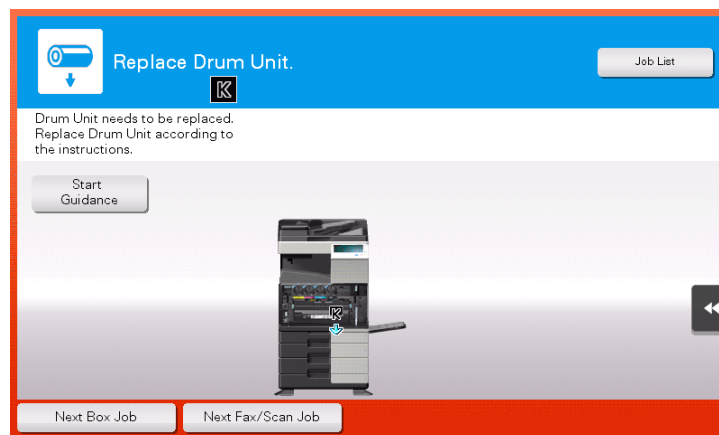 Replace Drum Unit.
K
Job List
Drum Unit needs to be replaced.
Replace Drum Unit according to
the instructions.
Start
Guidance
K
Next Box Job
Next Fax/Scan Job